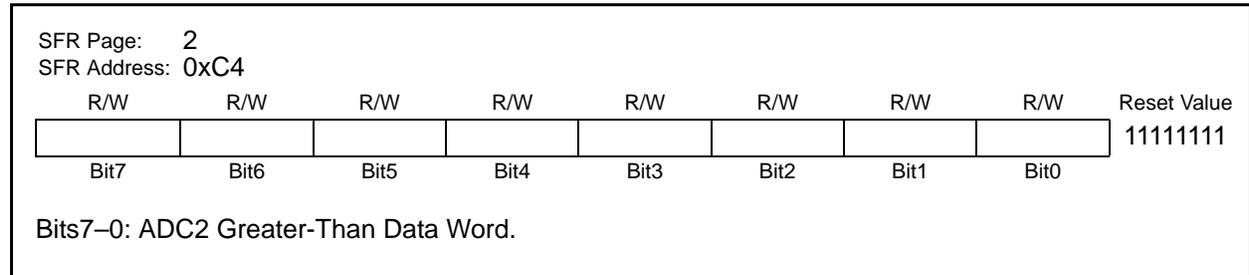 SFR Page: 2
SFR Address: 0xC4
R/W R/W R/W R/W R/W R/W R/W R/W Reset Value
11111111
Bit7 Bit6 Bit5 Bit4 Bit3 Bit2 Bit1 Bit0
Bits7–0: ADC2 Greater-Than Data Word.